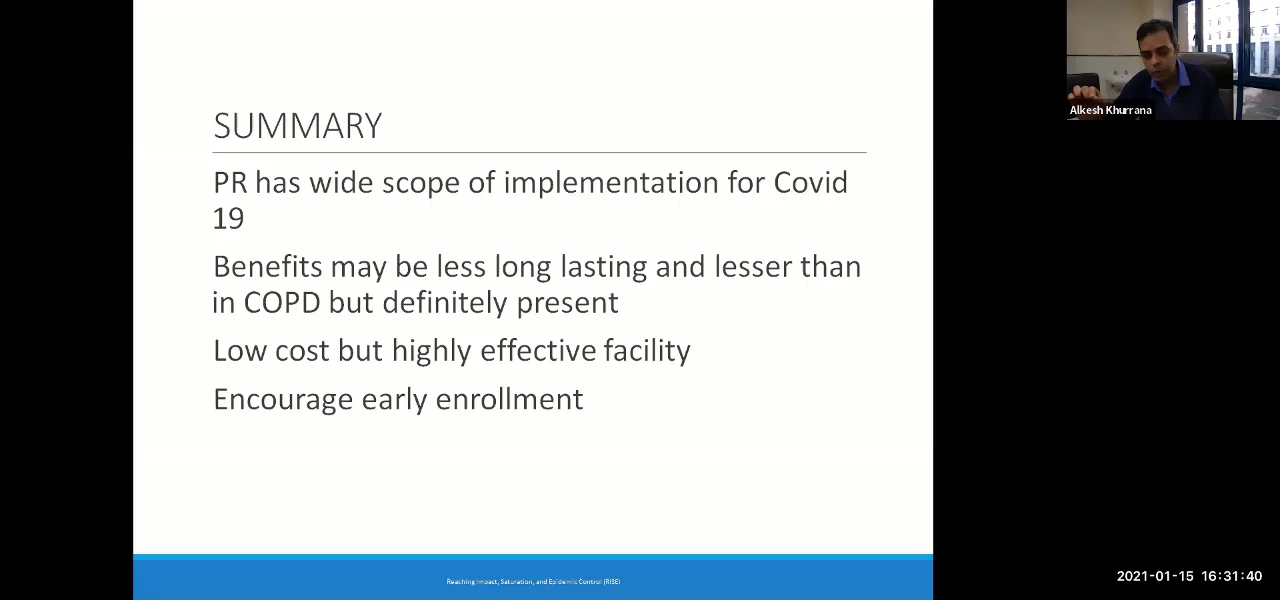 Alkesh Khurrana
SUMMARY
PR has wide scope of implementation for Covid
19
Benefits may be less long lasting and lesser than
in COPD but definitely present
Low cost but highly effective facility
Encourage early enrollment
Reaching Impact, Saturation, and Epidemic Control (RISE)
2021-01-15 16:31:40